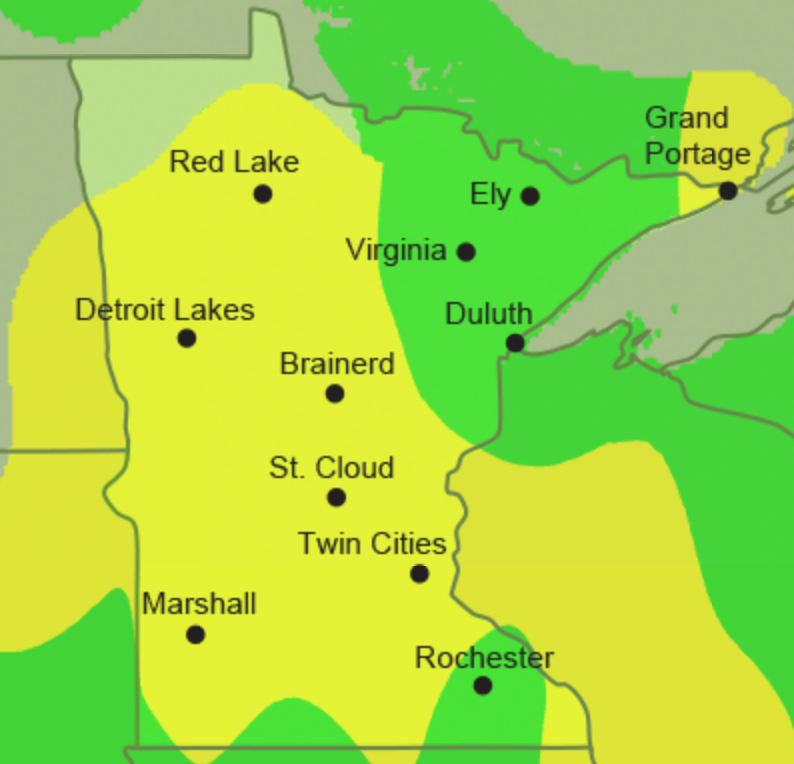 Grand
Portage
Red Lake
Ely
Virginia
Detroit Lakes
Duluth
Brainerd
St. Cloud
Twin Cities
Marshall
Rochester